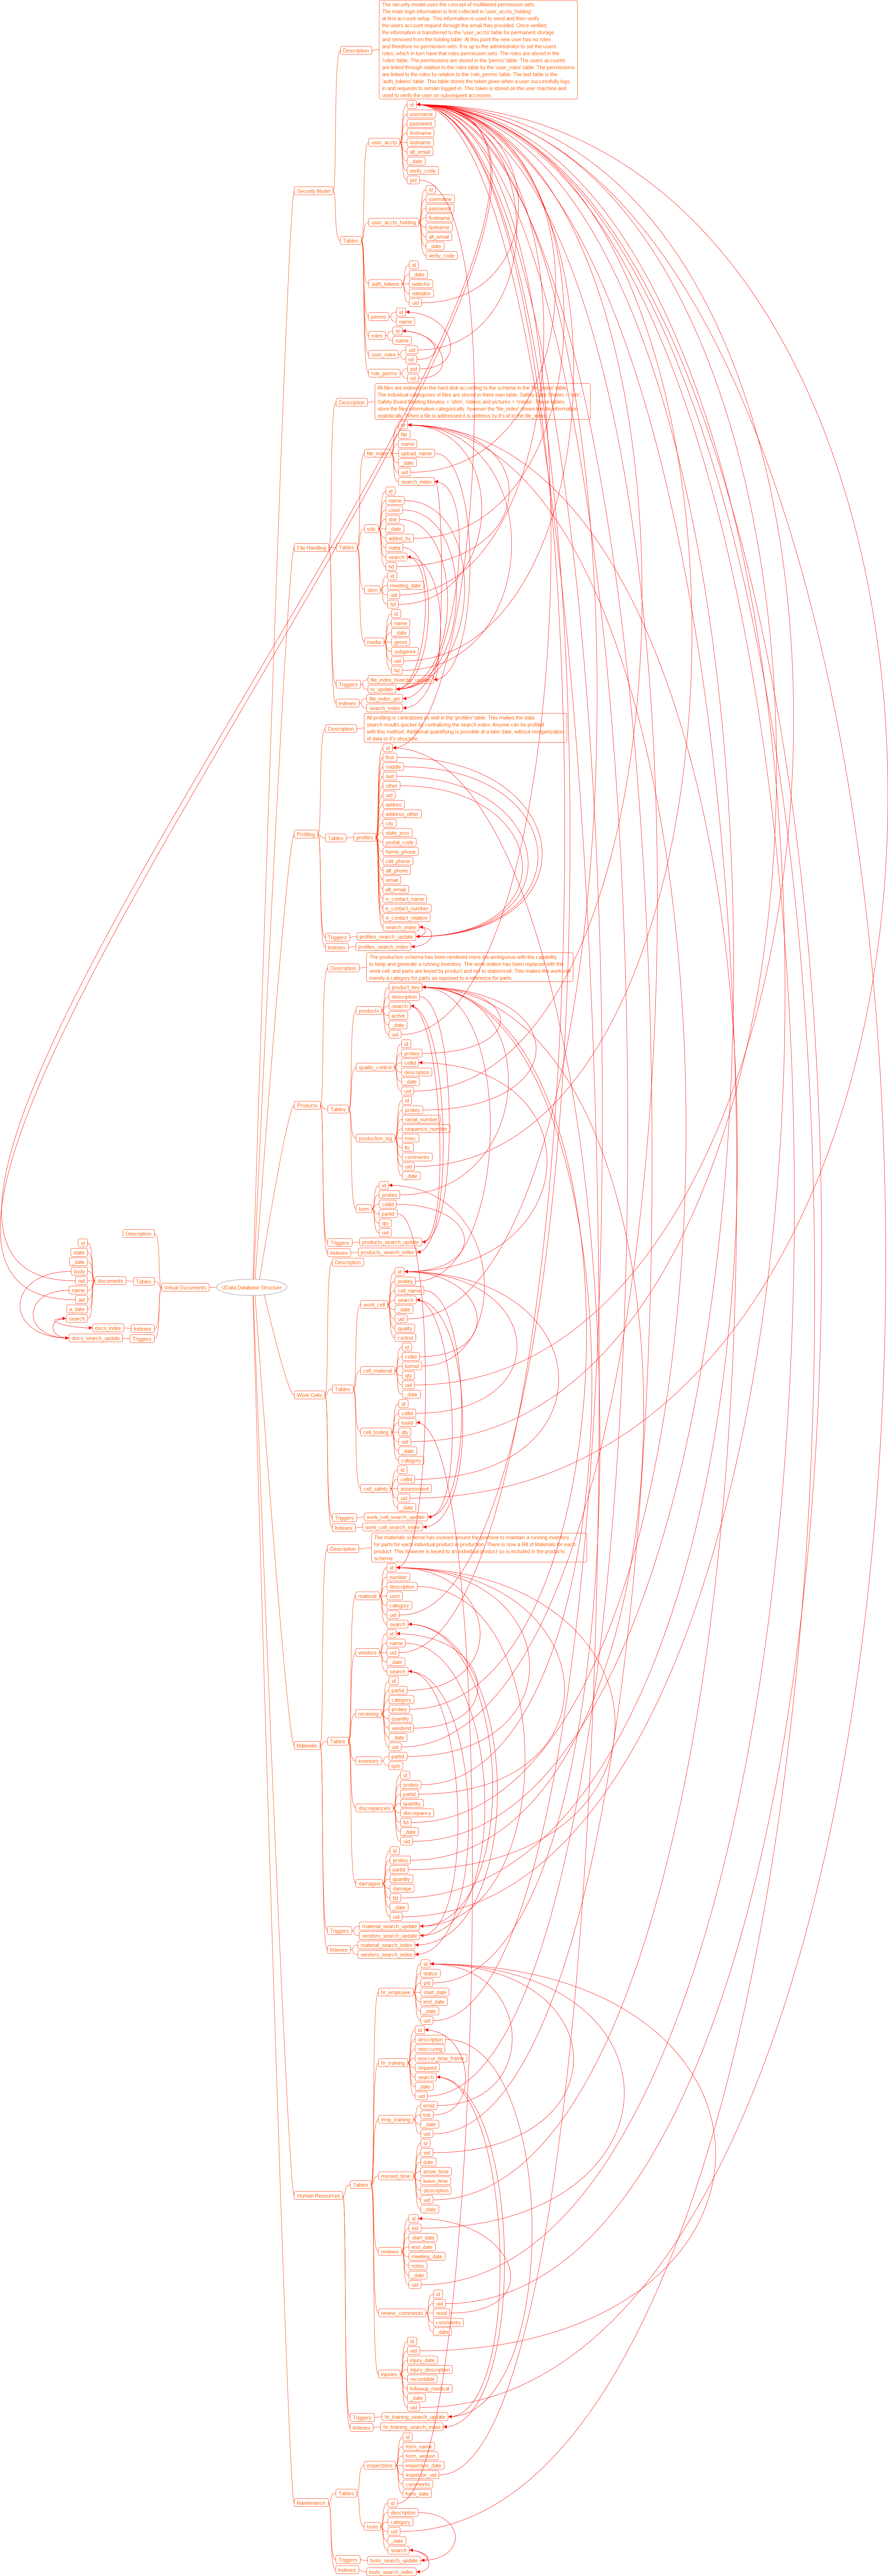 The security model uses the concept of multitiered permission sets.
The main login information is first collected in 'user_accts_holding'
at first account setup. This information is used to send and then verify
the users account request through the email they provided. Once verified,
the information is transferred to the 'user_accts' table for permanent storage
and removed from the holding table. At this point the new user has no roles
and therefore no permission sets. It is up to the administrator to set the users
roles, which in turn have that roles permission sets. The roles are stored in the
'roles' table. The permissions are stored in the 'perms' table. The users accounts
are linked through relation to the roles table by the 'user_roles' table. The permissions
are linked to the roles by relation to the 'role_perms' table. The last table is the
'auth_tokens' table. This table stores the token given when a user successfully logs
in and requests to remain logged in. This token is stored on the user machine and
used to verify the user on subsequent accesses.
Description
Security Model
Tables
user_accts
id
username
password
firstname
lastname
alt_email
_date
verify_code
pid
user_accts_holding
id
username
password
firstname
lastname
alt_email
_date
verfiy_code
auth_tokens
id
_date
selector
validator
uid
perms
id
name
roles
id
name
user_roles
uid
rid
role_perms
pid
rid
File Handling
Description
All files are indexed on the hard disk according to the scheme in the 'file_index' table.
The individual categories of files are stored in there own table, Safety Data Sheets = 'sds',
Safety Board Meeting Minutes = 'sbm', Videos and pictures = 'media'. These tables
store the files information categorically, however the 'file_index' stores the file information
realistically. When a file is addressed it is address by it's id in the file_index.
Tables
file_index
id
file
mime
upload_name
_date
uid
search_index
sds
id
name
used
dist
_date
added_by
msda
search
fid
sbm
id
meeting_date
uid
fid
media
id
name
_date
genre
subgenre
uid
fid
Triggers
file_index_tsvector_update
ts_update
Indexes
file_index_gin
search_index
Profiling
Description
All profiling is centralized as well in the 'profiles' table. This makes the data
search results quicker by centralizing the search index. Anyone can be profiled
with this method. Additional quantifying is possible at a later date, without reorganization
of data or it's structure.
Tables
profiles
id
first
middle
last
other
uid
address
address_other
city
state_prov
postal_code
home_phone
cell_phone
alt_phone
email
alt_email
e_contact_name
e_contact_number
e_contact_relation
search_index
Triggers
profiles_search_update
Indexes
profiles_search_index
Products
Description
The production schema has been rendered more dis-ambiguous with the capability
to keep and generate a running inventory. The work station has been replaced with the
work cell, and parts are keyed by product and not to station/cell. This makes the work cell
merely a category for parts as opposed to a reference for parts.
Tables
products
product_key
description
search
active
_date
uid
quality_control
id
prokey
cellid
description
_date
uid
production_log
id
prokey
serial_number
sequence_number
misc
ftc
comments
uid
_date
bom
id
prokey
cellid
partid
qty
uid
Triggers
products_search_update
Indexes
products_search_index
UData Database Structure
Virtual Documents
Description
Tables
documents
id
state
_date
body
oid
name
aid
a_date
search
Indexes
docs_index
Triggers
docs_search_update
Work Cells
Description
Tables
work_cell
id
prokey
cell_name
search
_date
uid
quality
control
cell_material
id
cellid
bomid
qty
uid
_date
cell_tooling
id
cellid
toolid
qty
uid
_date
category
cell_safety
id
cellid
assessment
uid
_date
Triggers
work_cell_search_update
Indexes
work_cell_search_index
Materials
Description
The materials scheme has evolved around the premise to maintain a running inventory
for parts for each individual product in production. There is now a Bill of Materials for each
product. This however is keyed to an individual product so is included in the products
scheme.
Tables
material
id
number
description
uom
category
uid
search
vendors
id
name
uid
_date
search
receiving
id
partid
category
prokey
quantity
vendorid
_date
uid
inventory
partid
qoh
discrepancies
id
prokey
partid
quantity
discrepancy
fid
_date
uid
damaged
id
prokey
partid
quantity
damage
fid
_date
uid
Triggers
material_search_update
vendors_search_update
Indexes
material_search_index
vendors_search_index
Human Resources
Tables
hr_employee
id
status
pid
start_date
end_date
_date
uid
hr_training
id
description
reoccuring
reoccur_time_frame
required
search
_date
uid
emp_training
emid
trid
_date
uid
missed_time
id
eid
date
arrive_time
leave_time
description
uid
_date
reviews
id
eid
start_date
end_date
meeting_date
notes
_date
uid
review_comments
id
uid
revid
comments
_date
injuries
id
eid
injury_date
injury_description
recordable
followup_medical
_date
uid
Triggers
hr_training_search_update
Indexes
hr_training_search_index
Maintenance
Tables
inspections
id
form_name
form_version
inspection_date
inspector_uid
comments
form_date
tools
id
description
category
uid
_date
search
Triggers
tools_search_update
Indexes
tools_search_index